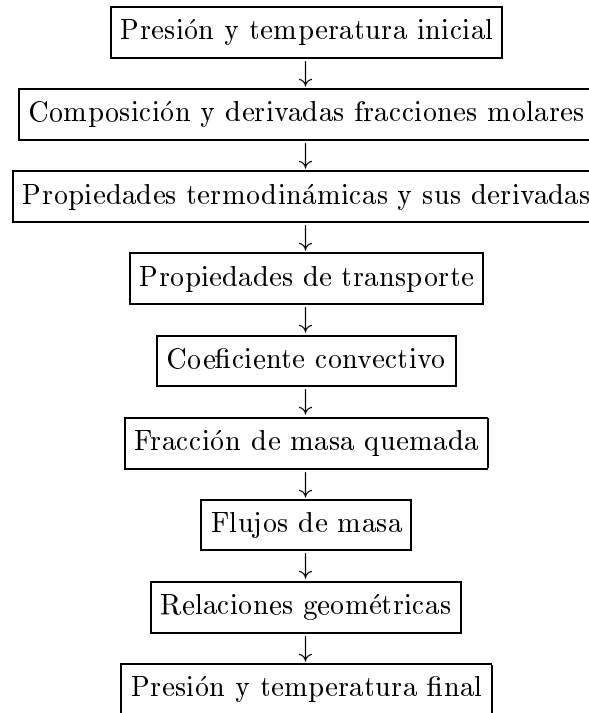 Presión y temperatura inicial
Composición y derivadas fracciones molares
Propiedades termodinámicas y sus derivadas
Propiedades de transporte
Coeficiente convectivo
Fracción de masa quemada
Flujos de masa
Relaciones geométricas
Presión y temperatura final